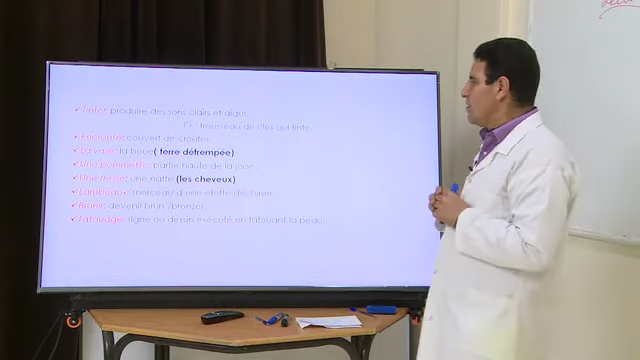 Tinter: produire des sons clairs et aigus.
Ex: trousseau de clés qui tinte.
Encroute: couvert de croutes.
La vase: la boue( terre détrempée)
Une pommette: partie haute de la joue.
Une tresse: une natte (les cheveux)
Lambeaux: morceau d'une étoffe déchirée.
Brunir: devenir brun /bronzer.
Tatouage: signe ou dessin exécuté en tatouant la peau.